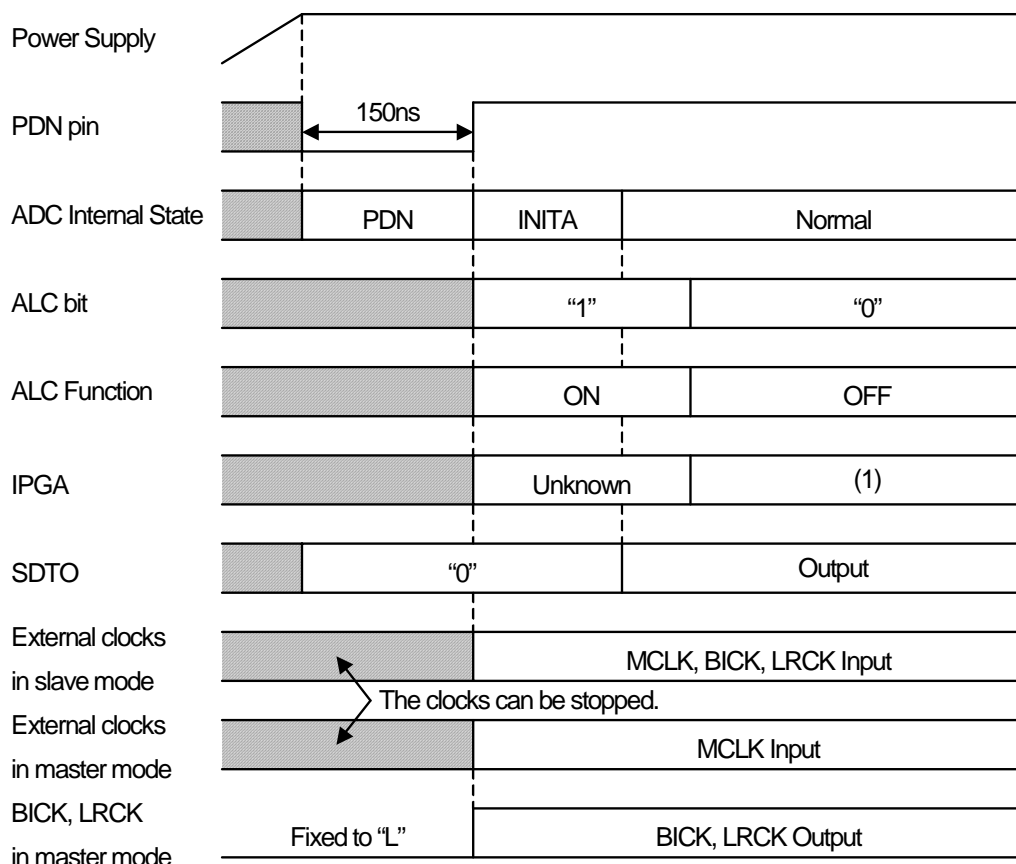 Power Supply
PDN pin
150ns
ADC Internal State
PDN
INITA
Normal
ALC bit
“1”
“0”
ALC Function
ON
OFF
IPGA
Unknown
(1)
SDTO
“0”
Output
External clocks
in slave mode
MCLK, BICK, LRCK Input
The clocks can be stopped.
External clocks
in master mode
MCLK Input
BICK, LRCK
in master mode
Fixed to “L”
BICK, LRCK Output